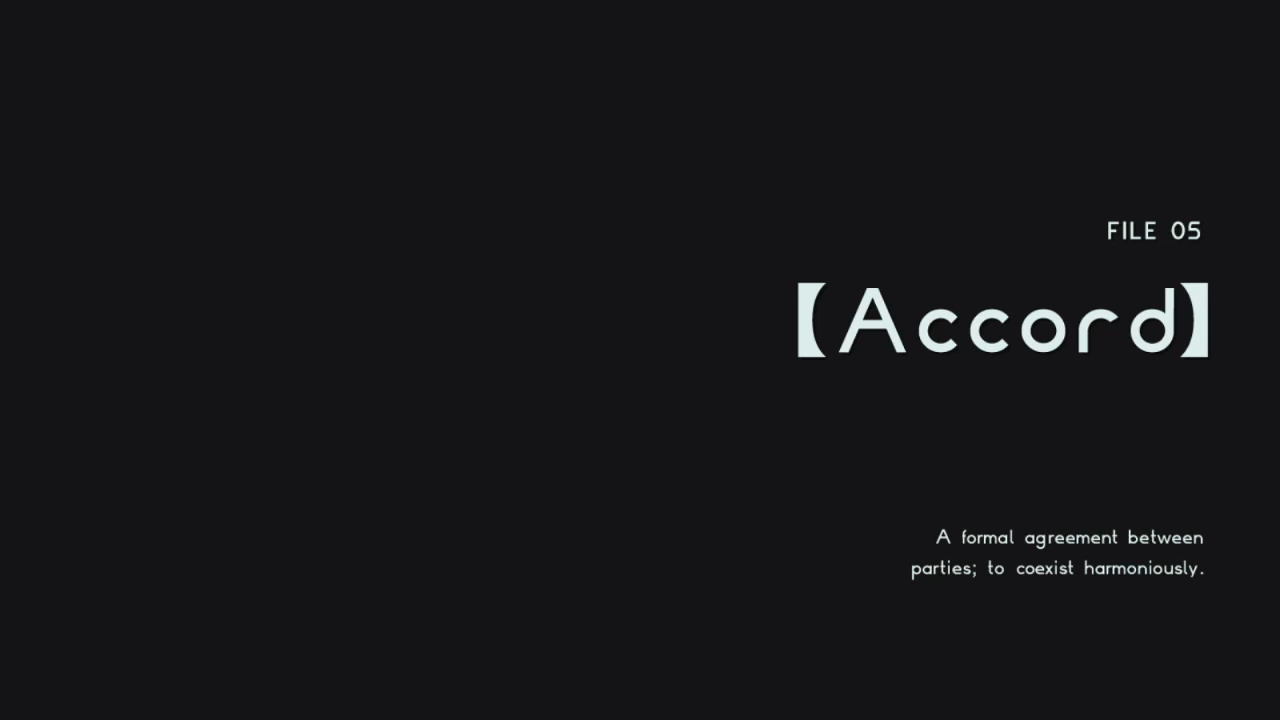 FILE 05
【Accord】
A formal agreement between
parties; to coexist harmoniously.